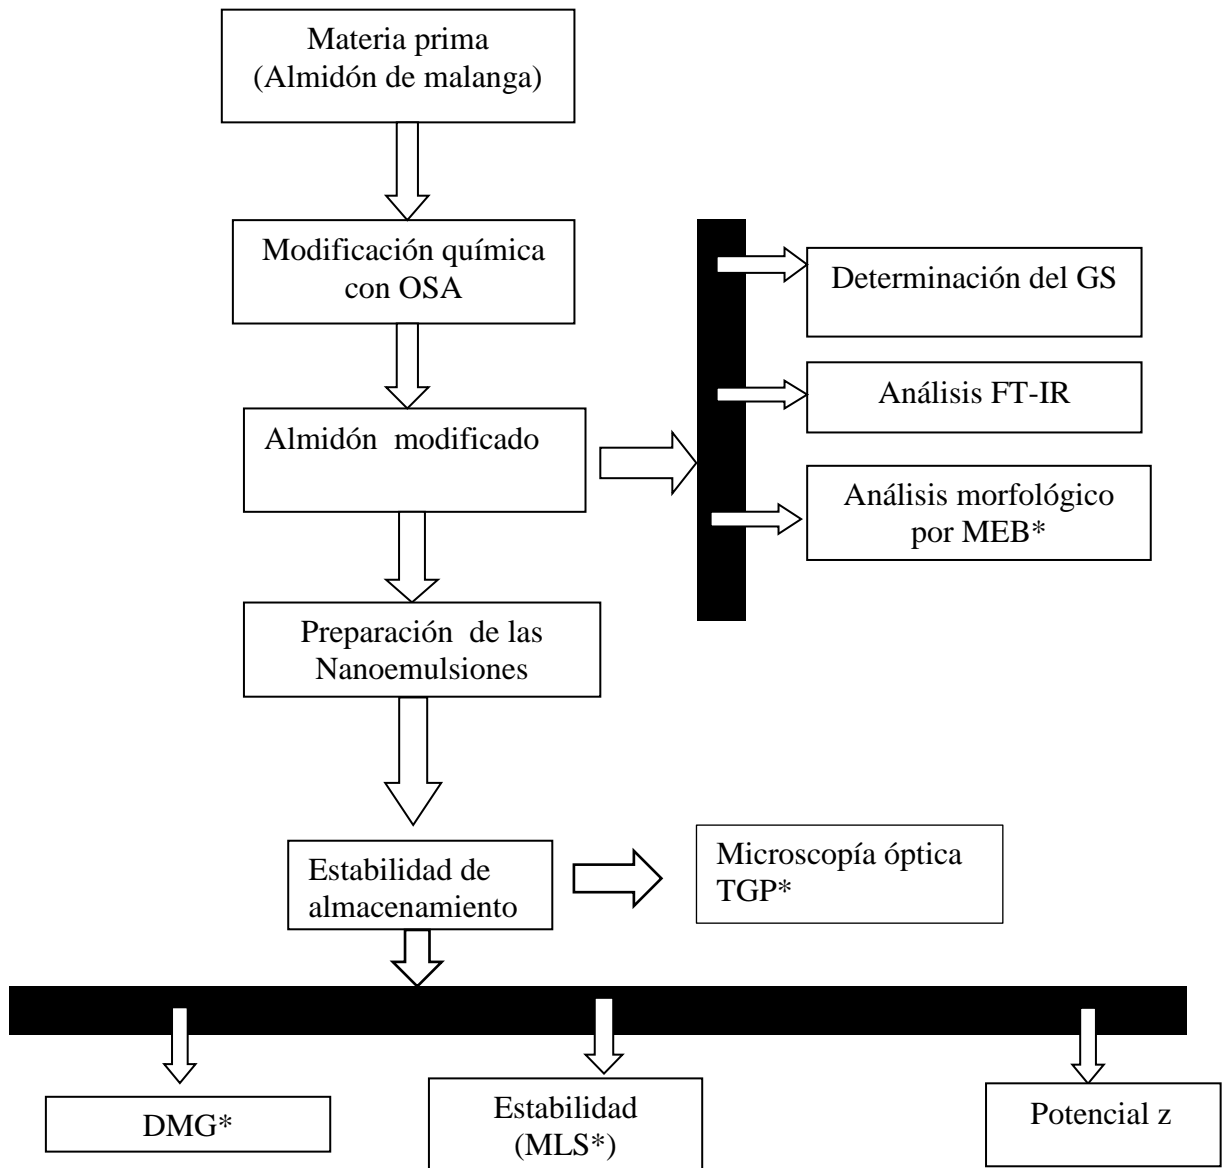 Materia prima
(Almidón de malanga)
Modificación química
con OSA
Almidón modificado
Determinación del GS
Análisis FT-IR
Análisis morfológico
por MEB*
Preparación de las
Nanoemulsiones
Estabilidad de
almacenamiento
Microscopía óptica
TGP*
DMG*
Estabilidad
(MLS*)
Potencial z